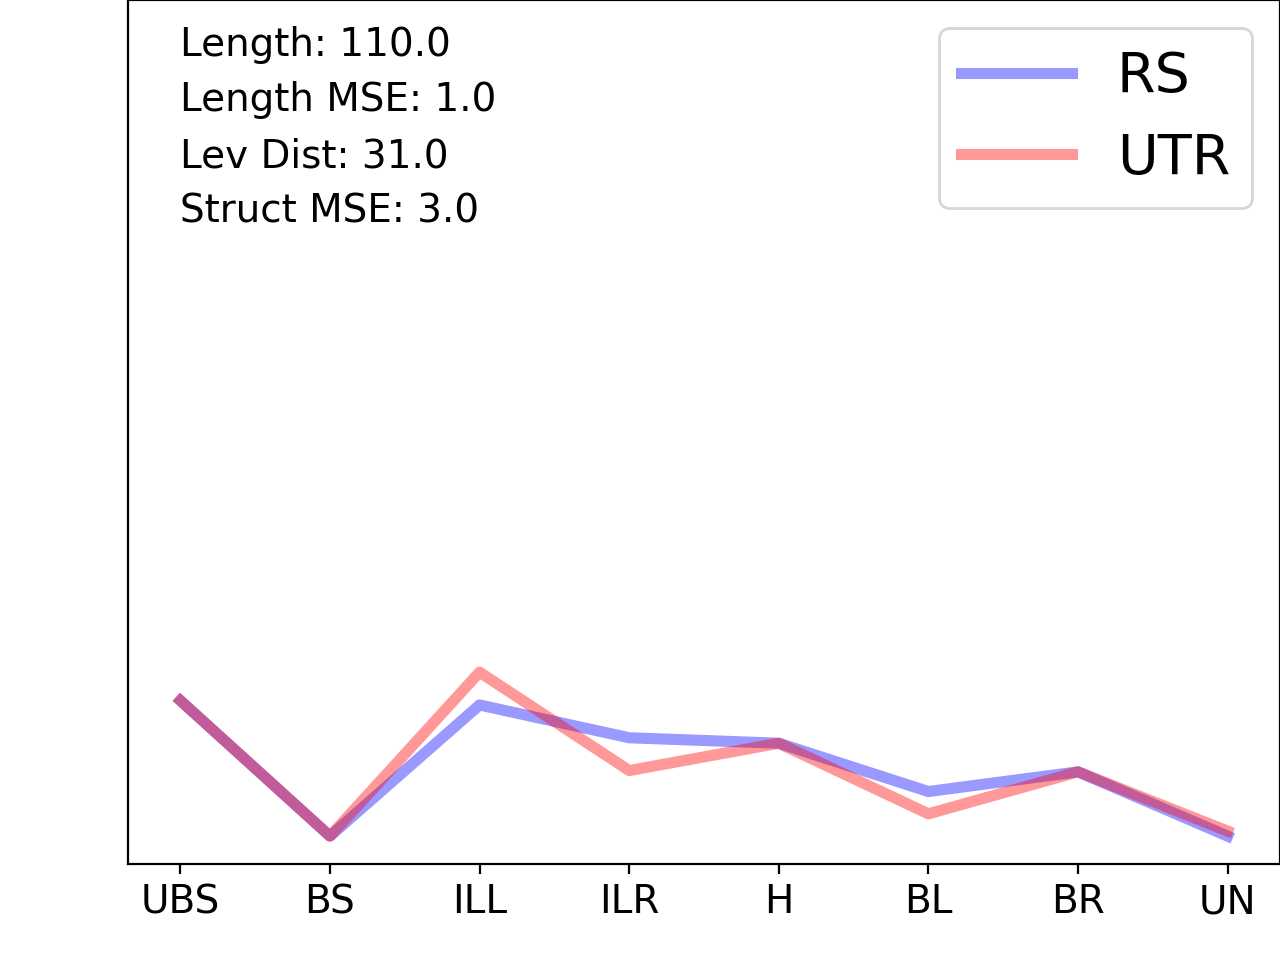 Length: 110.0
Length MSE: 1.0
Lev Dist: 31.0
Struct MSE: 3.0
RS
UTR
UBS BS ILL ILR H BL BR UN